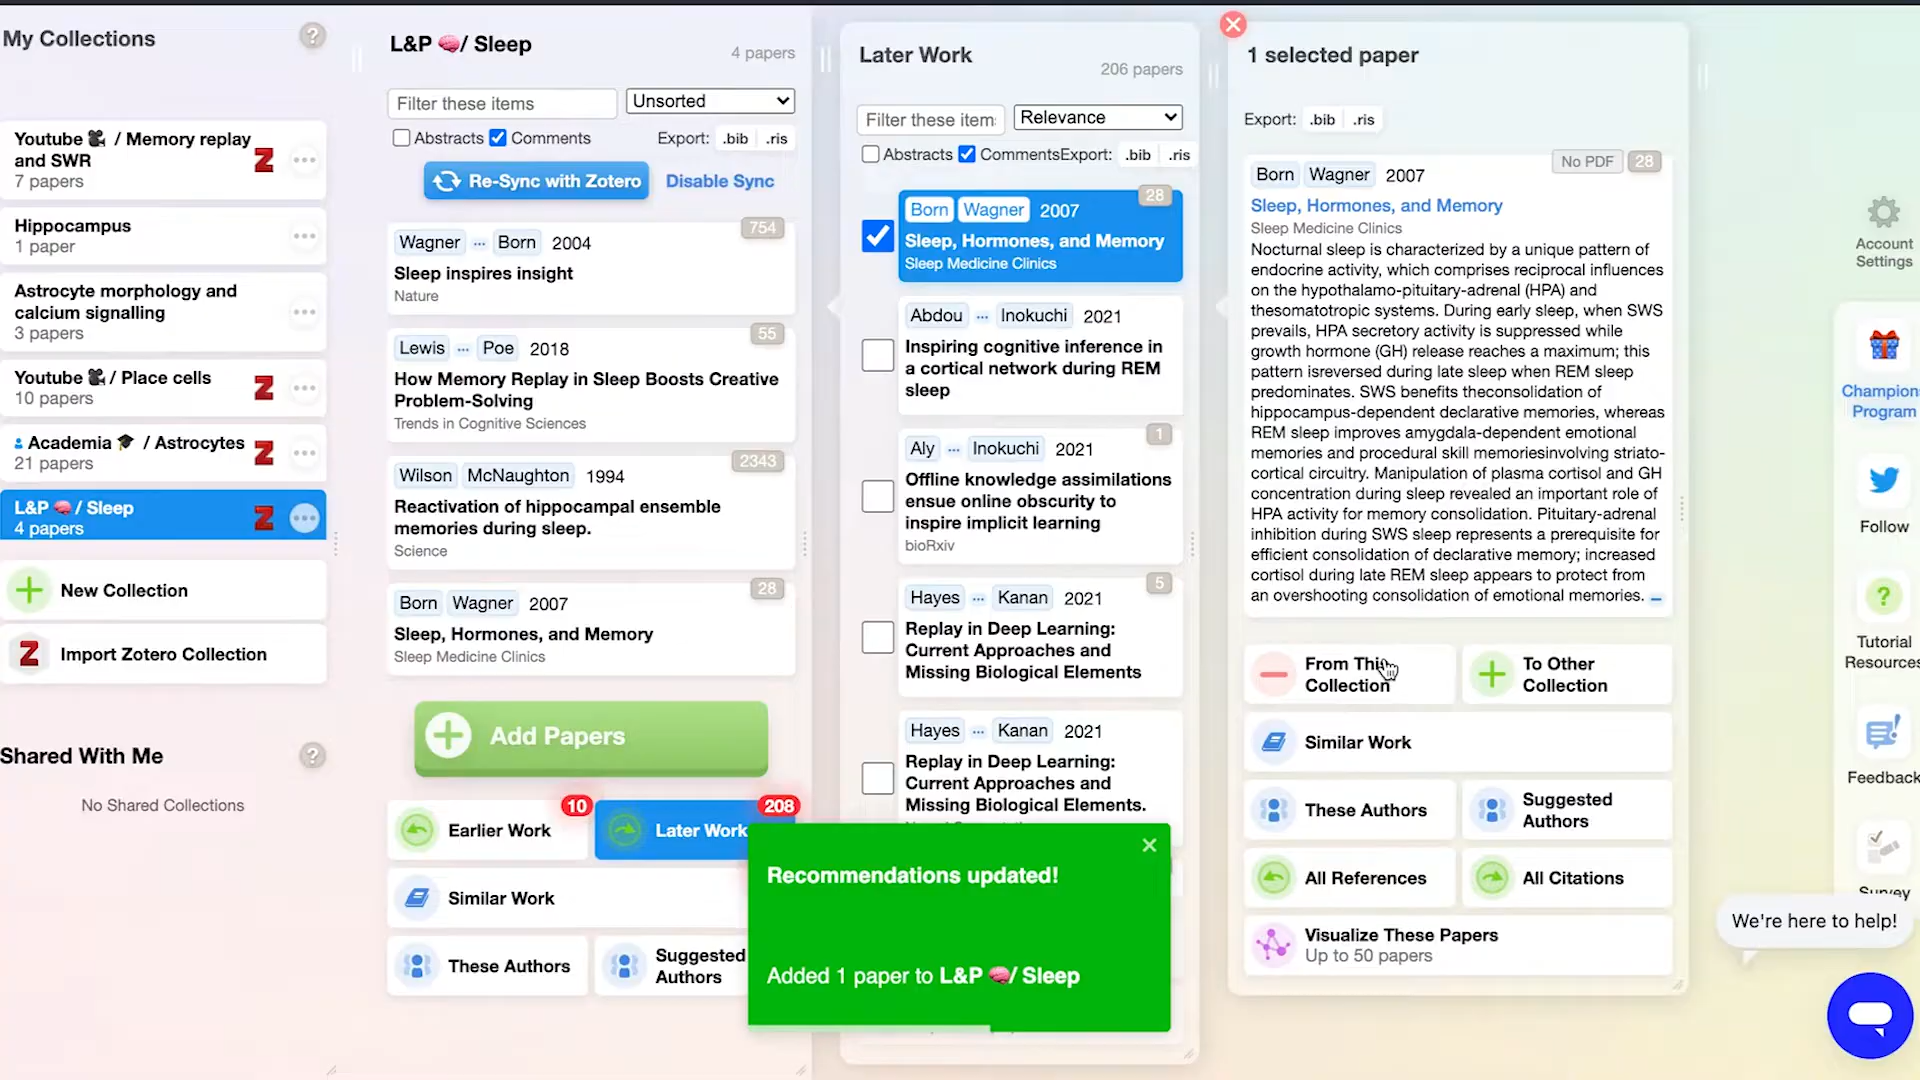 My Collections
?
Youtube 🎥 / Memory replay
and SWR
7 papers
Z
Hippocampus
1 paper
Astrocyte morphology and
calcium signalling
3 papers
Youtube 🎥 / Place cells
10 papers
Z
Academia 🎓 / Astrocytes
21 papers
Z
L&P 🧠/ Sleep
4 papers
Z
New Collection
Z
Import Zotero Collection
Shared With Me
?
No Shared Collections
L&P 🧠/ Sleep
4 papers
Filter these items
Unsorted
Abstracts
Comments
Export: .bib .ris
Re-Sync with Zotero
Disable Sync
Wagner ... Born 2004
754
Sleep inspires insight
Nature
Lewis ... Poe 2018
55
How Memory Replay in Sleep Boosts Creative
Problem-Solving
Trends in Cognitive Sciences
Wilson McNaughton 1994
2343
Reactivation of hippocampal ensemble
memories during sleep.
Science
Born Wagner 2007
28
Sleep, Hormones, and Memory
Sleep Medicine Clinics
Add Papers
Earlier Work
10
Later Work
208
Similar Work
These Authors
Suggested
Authors
Later Work
206 papers
Filter these item
Relevance
Abstracts
Comments
Export: .bib .ris
Born Wagner 2007
28
Sleep, Hormones, and Memory
Sleep Medicine Clinics
Abdou ... Inokuchi 2021
Inspiring cognitive inference in
a cortical network during REM
sleep
Aly ... Inokuchi 2021
1
Offline knowledge assimilations
ensue online obscurity to
inspire implicit learning
bioRxiv
Hayes ... Kanan 2021
5
Replay in Deep Learning:
Current Approaches and
Missing Biological Elements
Hayes ... Kanan 2021
Replay in Deep Learning:
Current Approaches and
Missing Biological Elements.
Recommendations updated!
Added 1 paper to L&P 🧠/ Sleep
1 selected paper
Export: .bib .ris
Born Wagner 2007
No PDF
28
Sleep, Hormones, and Memory
Sleep Medicine Clinics
Nocturnal sleep is characterized by a unique pattern of
endocrine activity, which comprises reciprocal influences
on the hypothalamo-pituitary-adrenal (HPA) and
thesomatotropic systems. During early sleep, when SWS
prevails, HPA secretory activity is suppressed while
growth hormone (GH) release reaches a maximum; this
pattern isreversed during late sleep when REM sleep
predominates. SWS benefits theconsolidation of
hippocampus-dependent declarative memories, whereas
REM sleep improves amygdala-dependent emotional
memories and procedural skill memoriesinvolving striato-
cortical circuitry. Manipulation of plasma cortisol and GH
concentration during sleep revealed an important role of
HPA activity for memory consolidation. Pituitary-adrenal
inhibition during SWS sleep represents a prerequisite for
efficient consolidation of declarative memory; increased
cortisol during late REM sleep appears to protect from
an overshooting consolidation of emotional memories.
From This
Collection
To Other
Collection
Similar Work
These Authors
Suggested
Authors
All References
All Citations
Visualize These Papers
Up to 50 papers
Account
Settings
Champion
Program
Follow
?
Tutorial
Resources
Feedback
Survey
We're here to help!